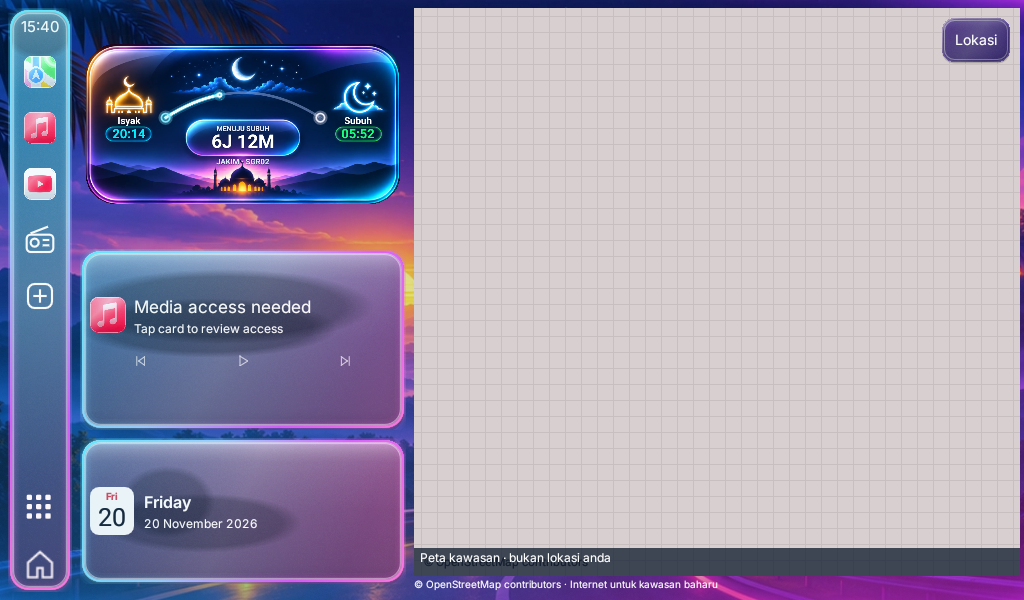 15:40
Isyak
20:14
MENUJU SUBUH
6J 12M
JAKIM · SGR02
Subuh
05:52
Media access needed
Tap card to review access
Fri
20
Friday
20 November 2026
Lokasi
Peta kawasan · bukan lokasi anda
© OpenStreetMap contributors
© OpenStreetMap contributors · Internet untuk kawasan baharu